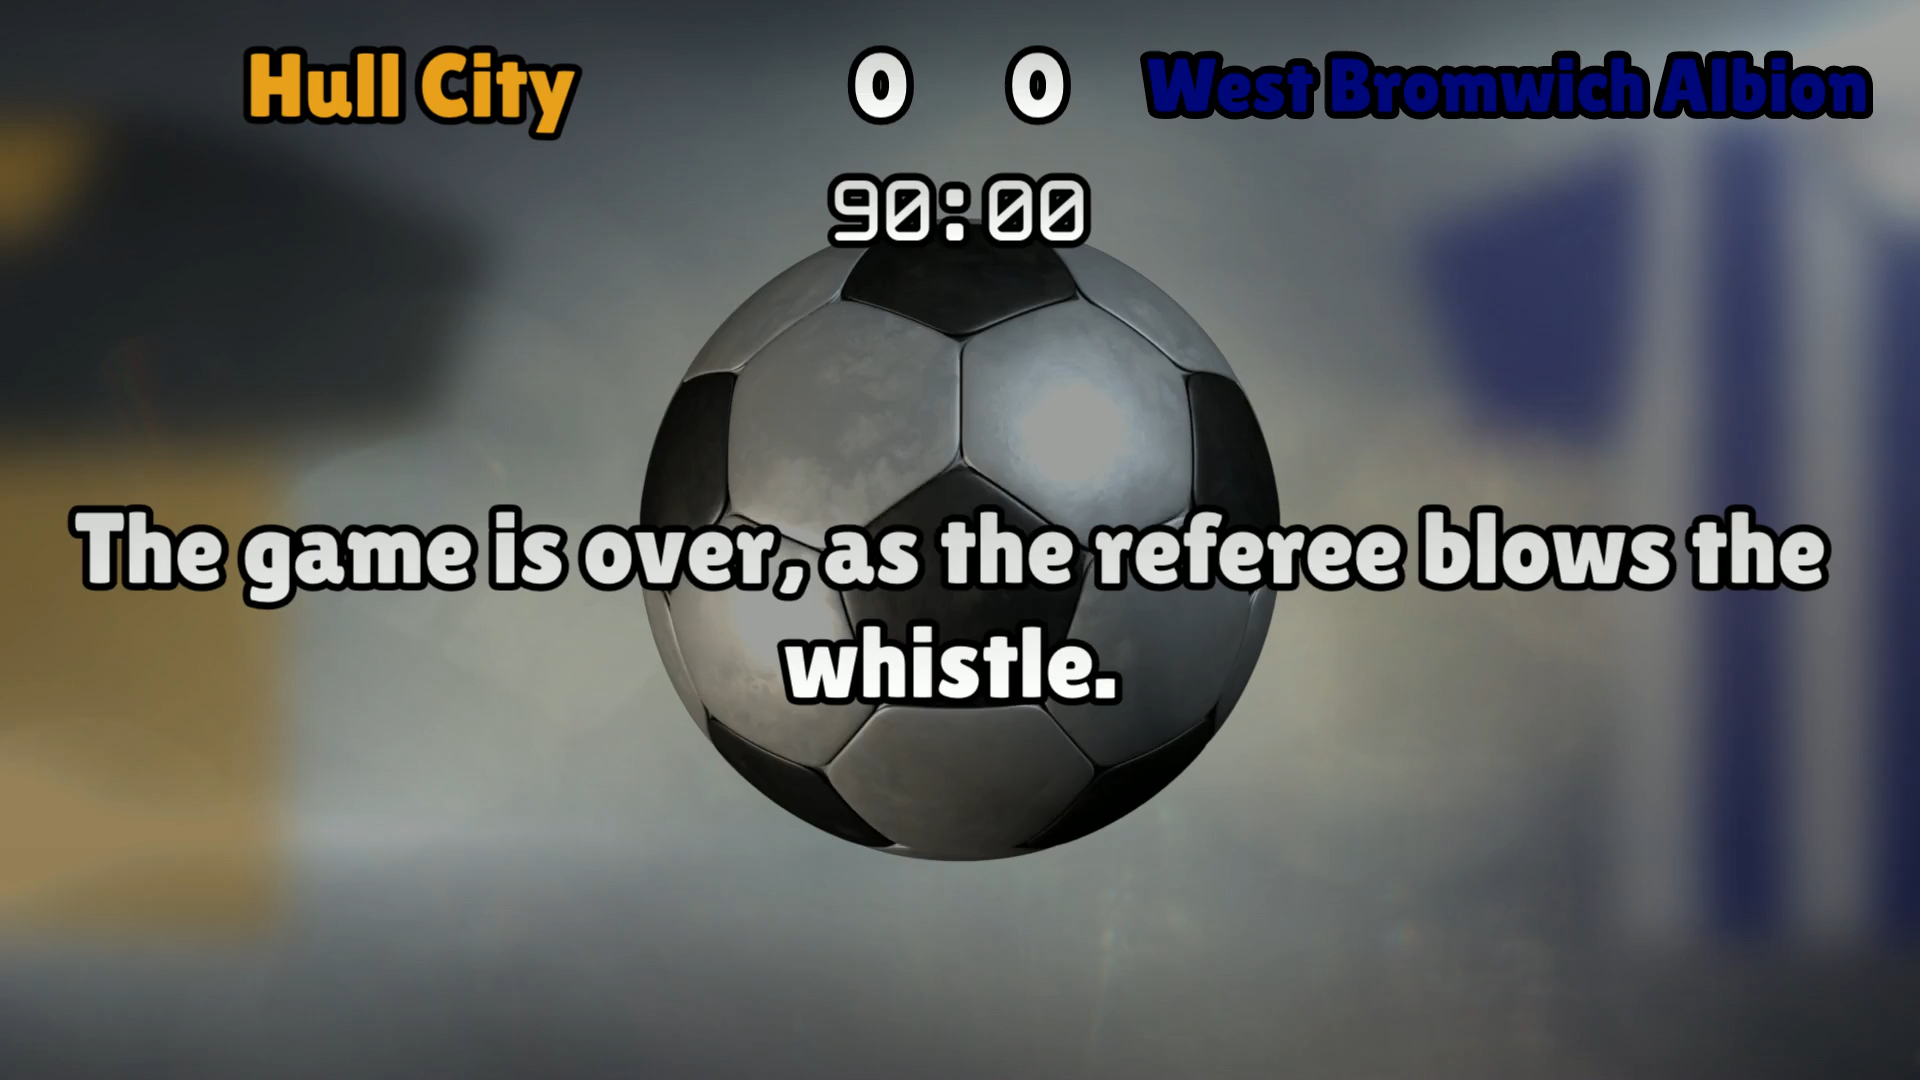 Hull City 0 0 West Bromwich Albion
90:00
The game is over, as the referee blows the
whistle.